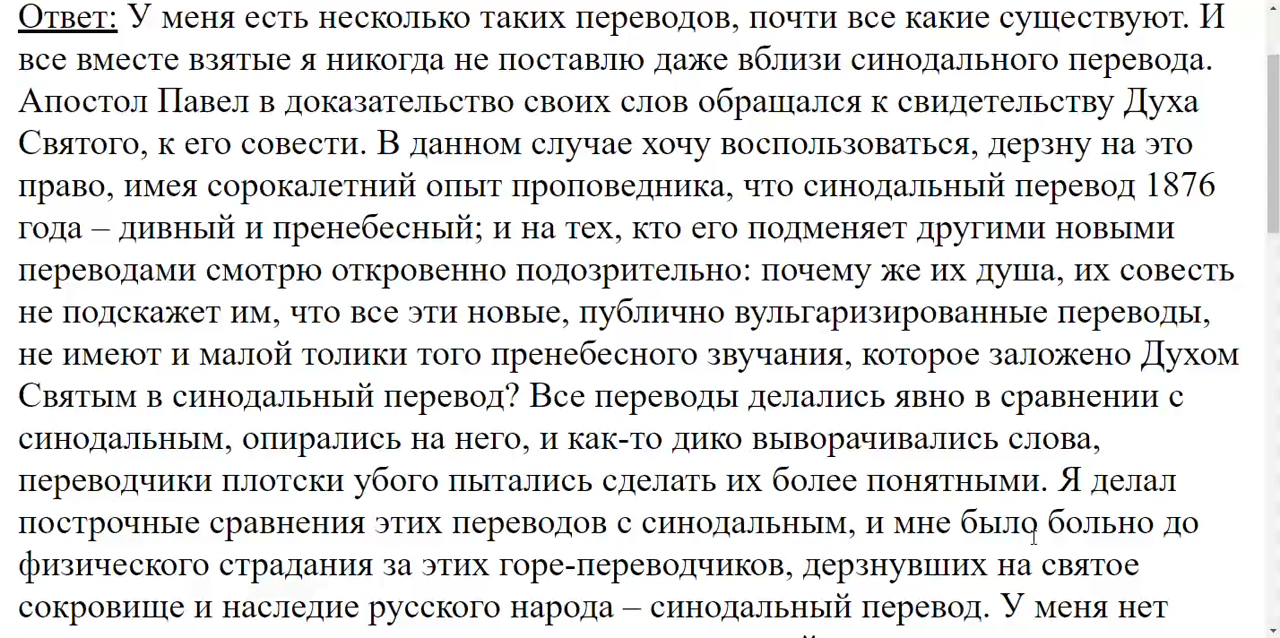 Ответ: У меня есть несколько таких переводов, почти все какие существуют. И
все вместе взятые я никогда не поставлю даже вблизи синодального перевода.
Апостол Павел в доказательство своих слов обращался к свидетельству Духа
Святого, к его совести. В данном случае хочу воспользоваться, дерзну на это
право, имея сорокалетний опыт проповедника, что синодальный перевод 1876
года – дивный и пренебесный; и на тех, кто его подменяет другими новыми
переводами смотрю откровенно подозрительно: почему же их душа, их совесть
не подскажет им, что все эти новые, публично вульгаризированные переводы,
не имеют и малой толики того пренебесного звучания, которое заложено Духом
Святым в синодальный перевод? Все переводы делались явно в сравнении с
синодальным, опирались на него, и как-то дико выворачивались слова,
переводчики плотски убого пытались сделать их более понятными. Я делал
построчные сравнения этих переводов с синодальным, и мне было больно до
физического страдания за этих горе-переводчиков, дерзнувших на святое
сокровище и наследие русского народа – синодальный перевод. У меня нет